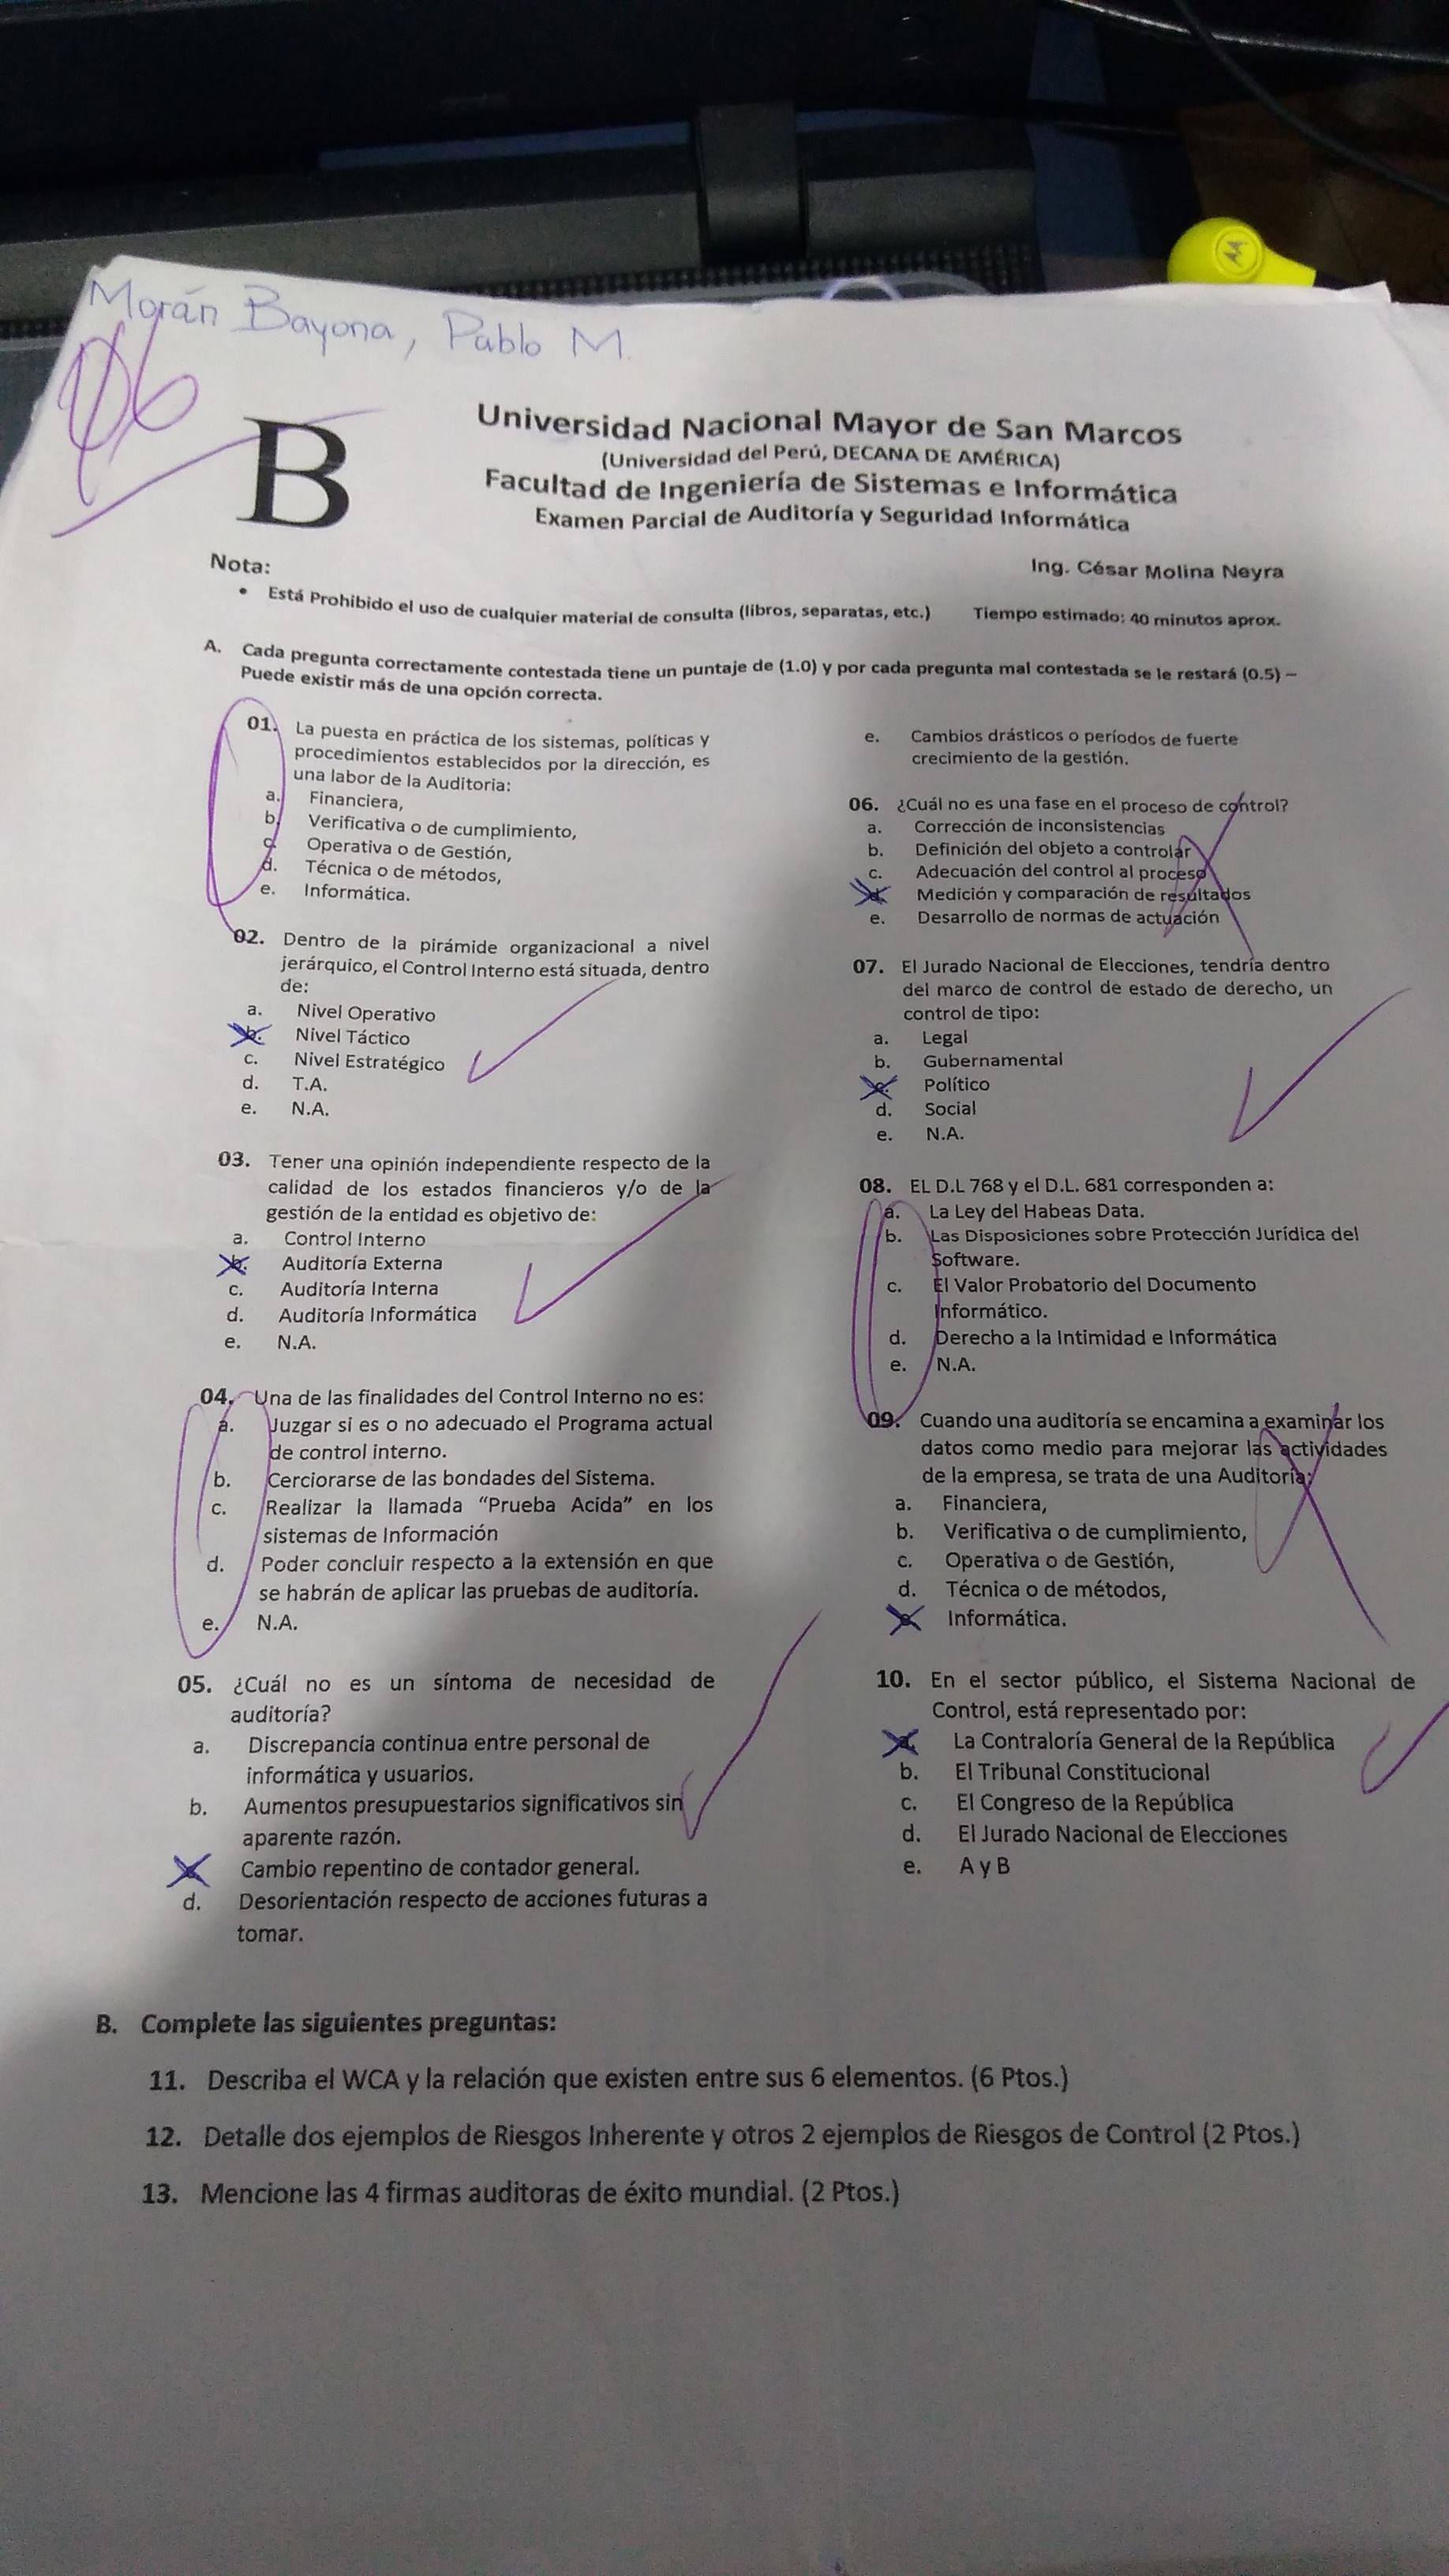 Morán Bayona, Pablo M.
06
B
Universidad Nacional Mayor de San Marcos
(Universidad del Perú, DECANA DE AMÉRICA)
Facultad de Ingeniería de Sistemas e Informática
Examen Parcial de Auditoría y Seguridad Informática
Ing. César Molina Neyra
Nota:
• Está Prohibido el uso de cualquier material de consulta (libros, separatas, etc.) Tiempo estimado: 40 minutos aprox.
A. Cada pregunta correctamente contestada tiene un puntaje de (1.0) y por cada pregunta mal contestada se le restará (0.5) –
Puede existir más de una opción correcta.
01. La puesta en práctica de los sistemas, políticas y
procedimientos establecidos por la dirección, es
una labor de la Auditoria:
a. Financiera,
b. Verificativa o de cumplimiento,
c. Operativa o de Gestión,
d. Técnica o de métodos,
e. Informática.
02. Dentro de la pirámide organizacional a nivel
jerárquico, el Control Interno está situada, dentro
de:
a. Nivel Operativo
b. Nivel Táctico
c. Nivel Estratégico
d. T.A.
e. N.A.
03. Tener una opinión independiente respecto de la
calidad de los estados financieros y/o de la
gestión de la entidad es objetivo de:
a. Control Interno
b. Auditoría Externa
c. Auditoría Interna
d. Auditoría Informática
e. N.A.
04. Una de las finalidades del Control Interno no es:
a. Juzgar si es o no adecuado el Programa actual
de control interno.
b. Cerciorarse de las bondades del Sistema.
c. Realizar la llamada “Prueba Acida” en los
sistemas de Información
d. Poder concluir respecto a la extensión en que
se habrán de aplicar las pruebas de auditoría.
e. N.A.
05. ¿Cuál no es un síntoma de necesidad de
auditoría?
a. Discrepancia continua entre personal de
informática y usuarios.
b. Aumentos presupuestarios significativos sin
aparente razón.
c. Cambio repentino de contador general.
d. Desorientación respecto de acciones futuras a
tomar.
e. Cambios drásticos o períodos de fuerte
crecimiento de la gestión.
06. ¿Cuál no es una fase en el proceso de control?
a. Corrección de inconsistencias
b. Definición del objeto a controlar
c. Adecuación del control al proceso
d. Medición y comparación de resultados
e. Desarrollo de normas de actuación
07. El Jurado Nacional de Elecciones, tendría dentro
del marco de control de estado de derecho, un
control de tipo:
a. Legal
b. Gubernamental
c. Político
d. Social
e. N.A.
08. EL D.L 768 y el D.L. 681 corresponden a:
a. La Ley del Habeas Data.
b. Las Disposiciones sobre Protección Jurídica del
Software.
c. El Valor Probatorio del Documento
Informático.
d. Derecho a la Intimidad e Informática
e. N.A.
09. Cuando una auditoría se encamina a examinar los
datos como medio para mejorar las actividades
de la empresa, se trata de una Auditoría:
a. Financiera,
b. Verificativa o de cumplimiento,
c. Operativa o de Gestión,
d. Técnica o de métodos,
e. Informática.
10. En el sector público, el Sistema Nacional de
Control, está representado por:
a. La Contraloría General de la República
b. El Tribunal Constitucional
c. El Congreso de la República
d. El Jurado Nacional de Elecciones
e. A y B
B. Complete las siguientes preguntas:
11. Describa el WCA y la relación que existen entre sus 6 elementos. (6 Ptos.)
12. Detalle dos ejemplos de Riesgos Inherente y otros 2 ejemplos de Riesgos de Control (2 Ptos.)
13. Mencione las 4 firmas auditoras de éxito mundial. (2 Ptos.)